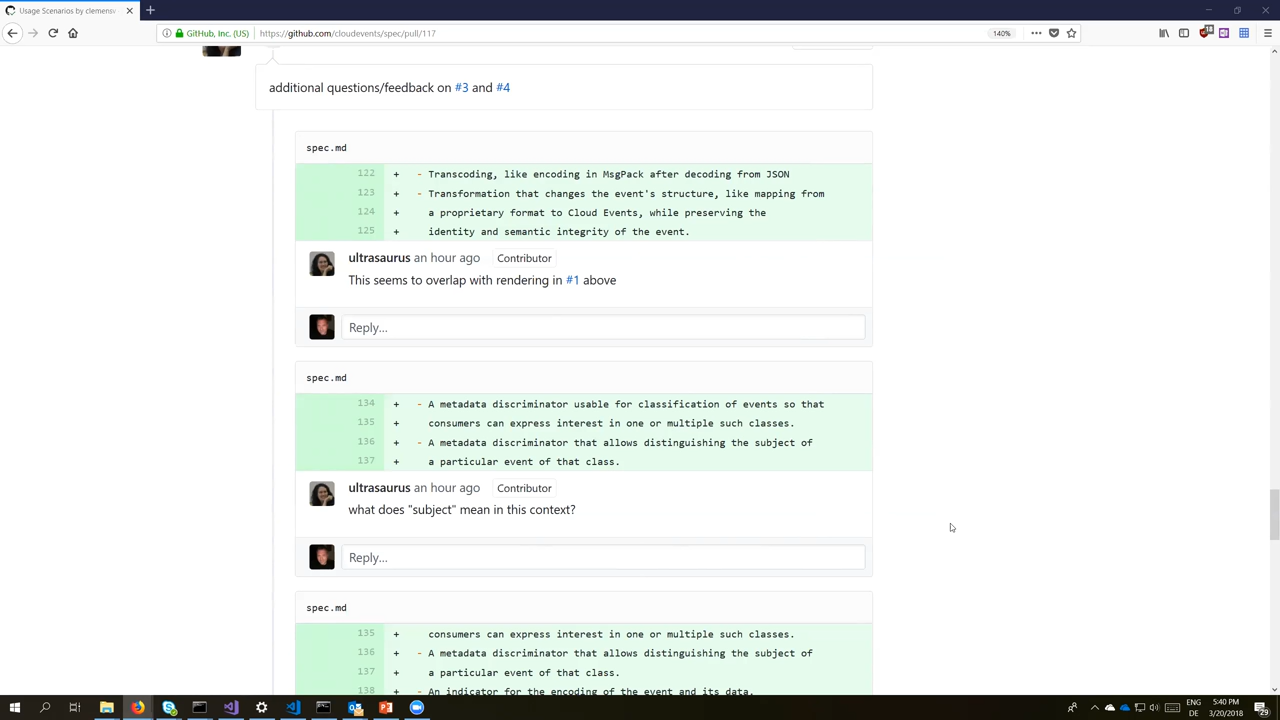 Usage Scenarios by clemensv
GitHub, Inc. (US)
https://github.com/cloudevents/spec/pull/117
140%
18
additional questions/feedback on #3 and #4
spec.md
122 + - Transcoding, like encoding in MsgPack after decoding from JSON
123 + - Transformation that changes the event's structure, like mapping from
124 + a proprietary format to Cloud Events, while preserving the
125 + identity and semantic integrity of the event.
ultrasaurus an hour ago Contributor
This seems to overlap with rendering in #1 above
Reply...
spec.md
134 + - A metadata discriminator usable for classification of events so that
135 + consumers can express interest in one or multiple such classes.
136 + - A metadata discriminator that allows distinguishing the subject of
137 + a particular event of that class.
ultrasaurus an hour ago Contributor
what does "subject" mean in this context?
Reply...
spec.md
135 + consumers can express interest in one or multiple such classes.
136 + - A metadata discriminator that allows distinguishing the subject of
137 + a particular event of that class.
138 + - An indicator for the encoding of the event and its data.
ENG
DE
5:40 PM
3/20/2018
29